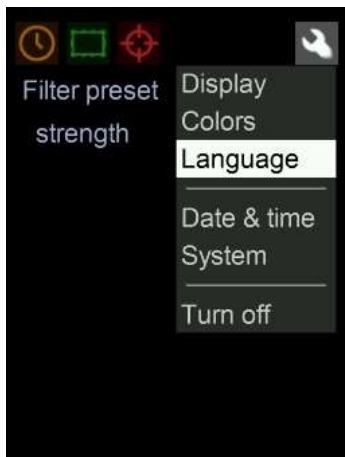 Filter preset
strength
Display
Colors
Language
Date & time
System
Turn off